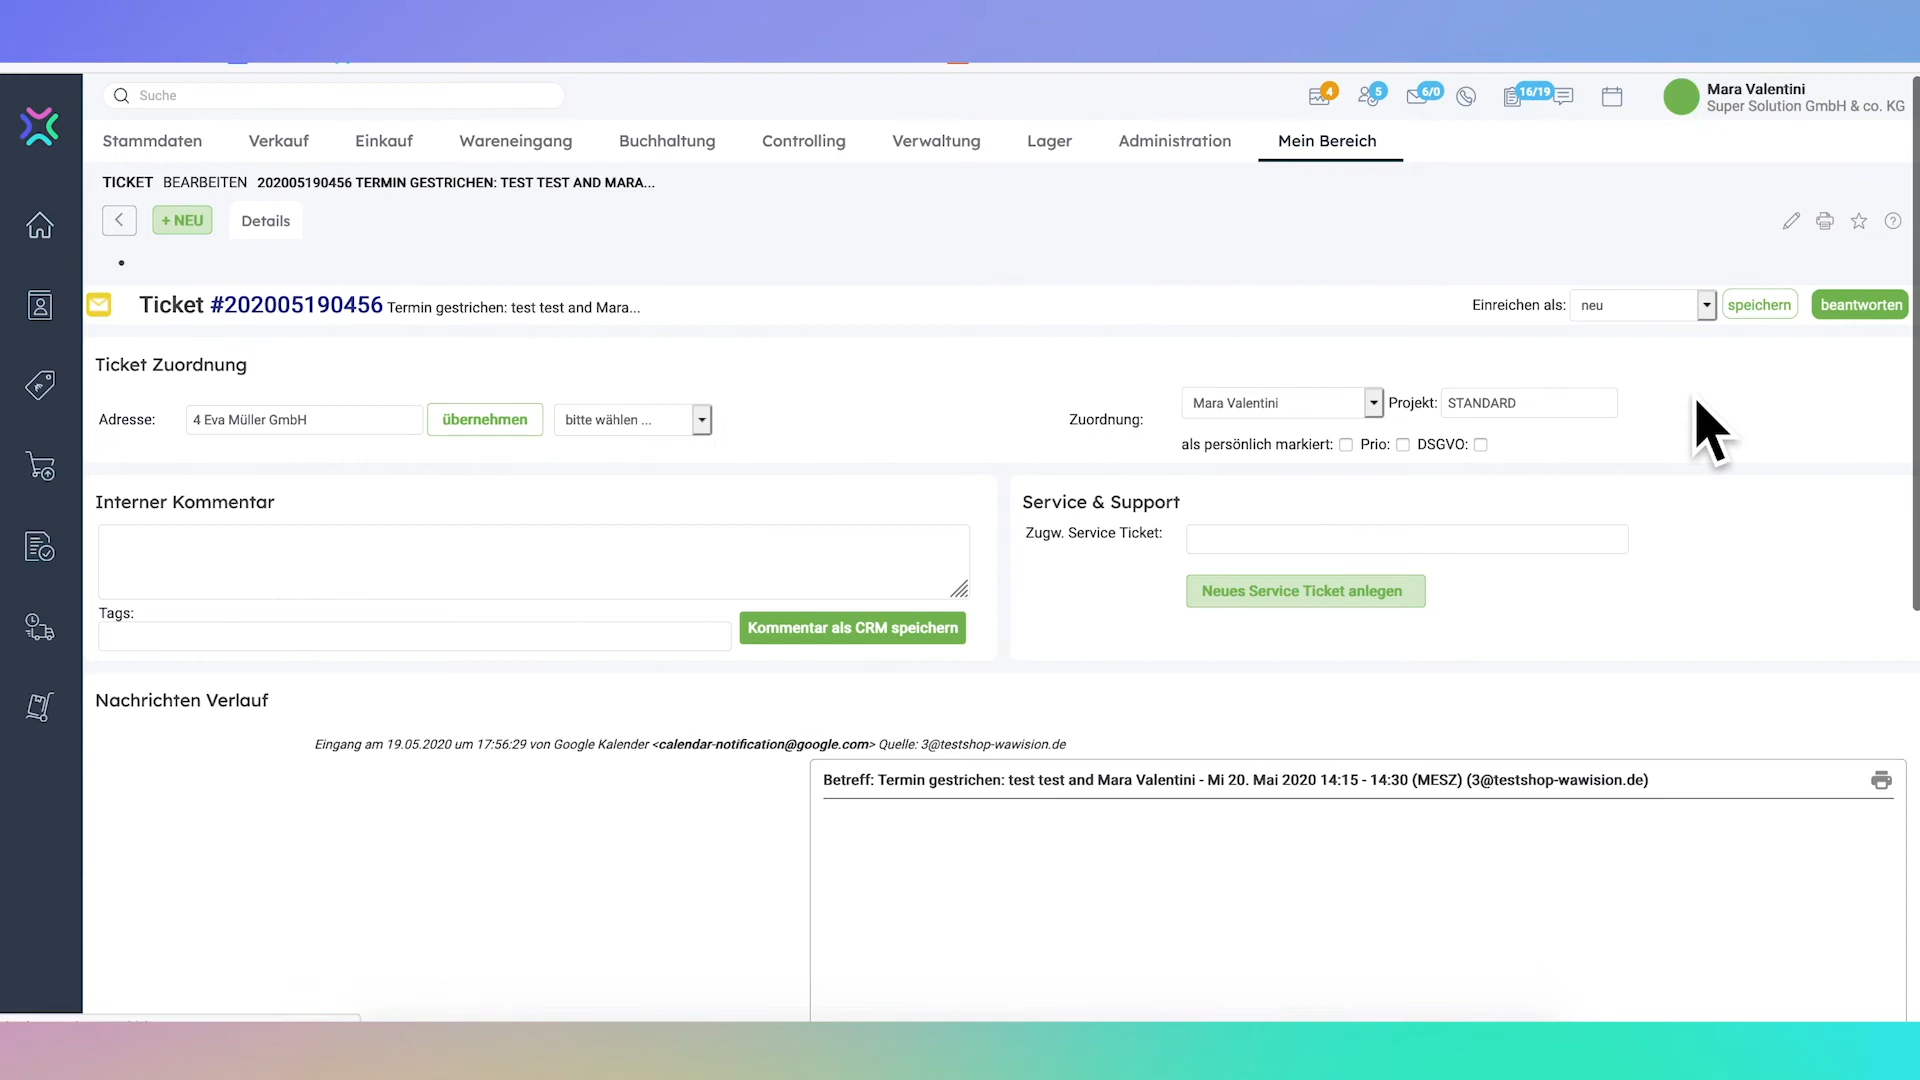 Suche
4
5
6/0
16/19
Mara Valentini
Super Solution GmbH & co. KG
Stammdaten Verkauf Einkauf Wareneingang Buchhaltung Controlling Verwaltung Lager Administration Mein Bereich
TICKET BEARBEITEN 202005190456 TERMIN GESTRICHEN: TEST TEST AND MARA...
+ NEU Details
Ticket #202005190456 Termin gestrichen: test test and Mara...
Einreichen als: neu speichern beantworten
Ticket Zuordnung
Adresse: 4 Eva Müller GmbH übernehmen bitte wählen ...
Zuordnung: Mara Valentini Projekt: STANDARD
als persönlich markiert: Prio: DSGVO:
Interner Kommentar
Tags:
Kommentar als CRM speichern
Service & Support
Zugw. Service Ticket:
Neues Service Ticket anlegen
Nachrichten Verlauf
Eingang am 19.05.2020 um 17:56:29 von Google Kalender <calendar-notification@google.com> Quelle: 3@testshop-wawision.de
Betreff: Termin gestrichen: test test and Mara Valentini - Mi 20. Mai 2020 14:15 - 14:30 (MESZ) (3@testshop-wawision.de)